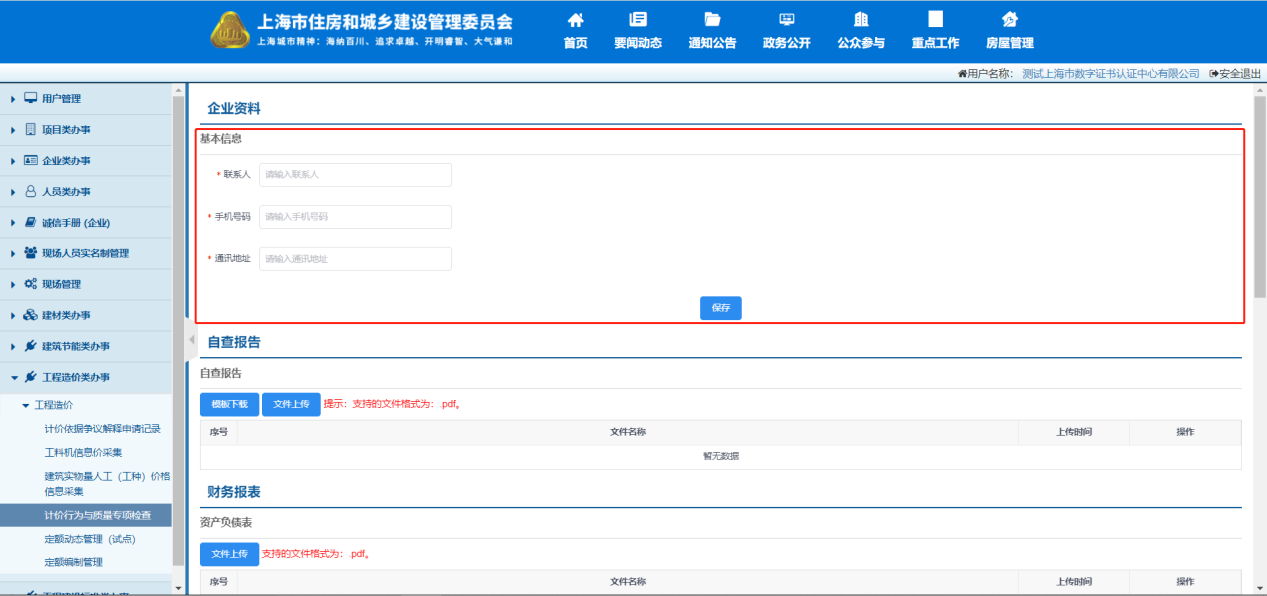 上海市住房和城乡建设管理委员会
上海城市精神：海纳百川、追求卓越、开明睿智、大气谦和
首页
要闻动态
通知公告
政务公开
公众参与
重点工作
房屋管理
用户名称： 测试上海市数字证书认证中心有限公司 安全退出
用户管理
项目类办事
企业类办事
人员类办事
诚信手册 (企业)
现场人员实名制管理
现场管理
建材类办事
建筑节能类办事
工程造价类办事
工程造价
计价依据争议解释申请记录
工料机信息价采集
建筑实物量人工（工种）价格
信息采集
计价行为与质量专项检查
定额动态管理（试点）
定额编制管理
企业资料
基本信息
* 联系人 请输入联系人
* 手机号码 请输入手机号码
* 通讯地址 请输入通讯地址
保存
自查报告
自查报告
模板下载 文件上传 提示：支持的文件格式为：.pdf。
序号 文件名称 上传时间 操作
暂无数据
财务报表
资产负债表
文件上传 支持的文件格式为：.pdf。
序号 文件名称 上传时间 操作